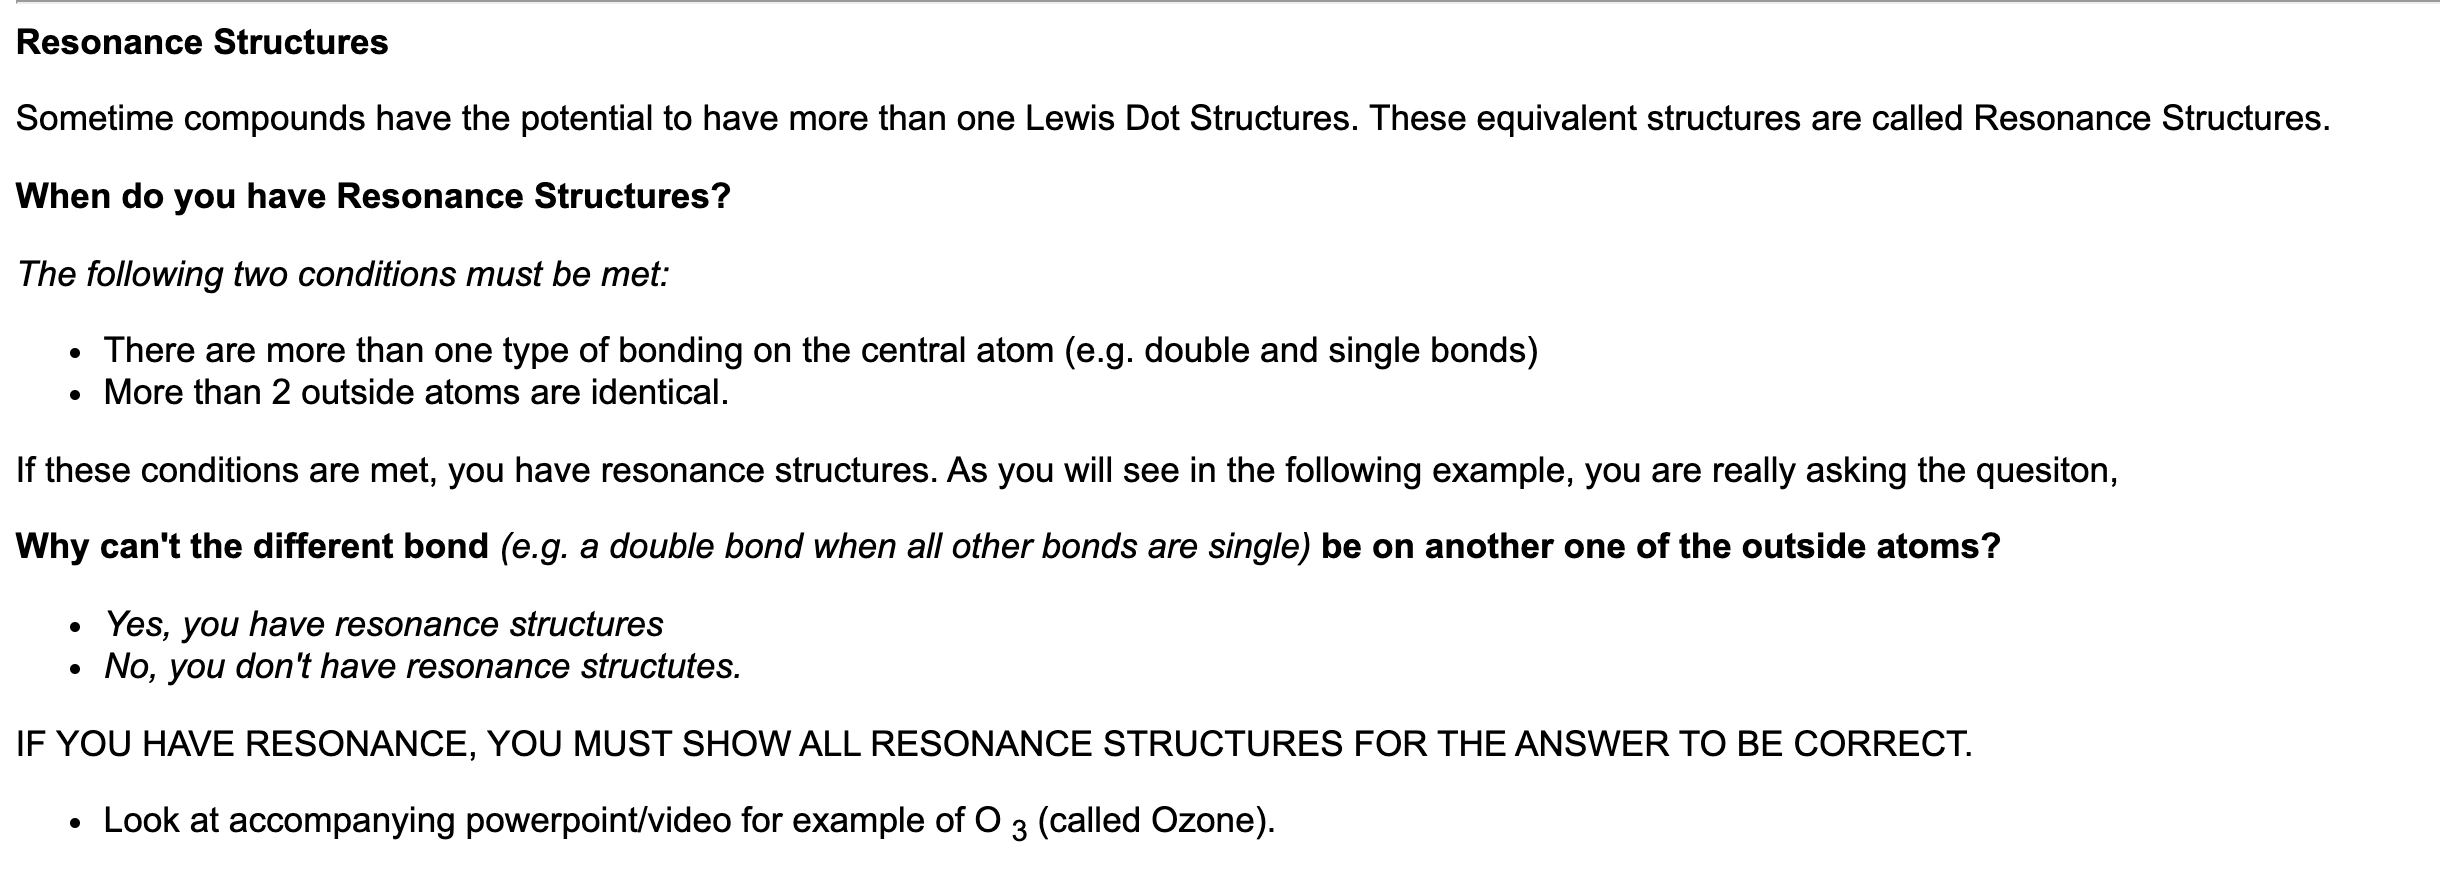 Resonance Structures
Sometime compounds have the potential to have more than one Lewis Dot Structures. These equivalent structures are called Resonance Structures.
When do you have Resonance Structures?
The following two conditions must be met:
• There are more than one type of bonding on the central atom (e.g. double and single bonds)
• More than 2 outside atoms are identical.
If these conditions are met, you have resonance structures. As you will see in the following example, you are really asking the quesiton,
Why can't the different bond (e.g. a double bond when all other bonds are single) be on another one of the outside atoms?
• Yes, you have resonance structures
• No, you don't have resonance structutes.
IF YOU HAVE RESONANCE, YOU MUST SHOW ALL RESONANCE STRUCTURES FOR THE ANSWER TO BE CORRECT.
• Look at accompanying powerpoint/video for example of O 3 (called Ozone).